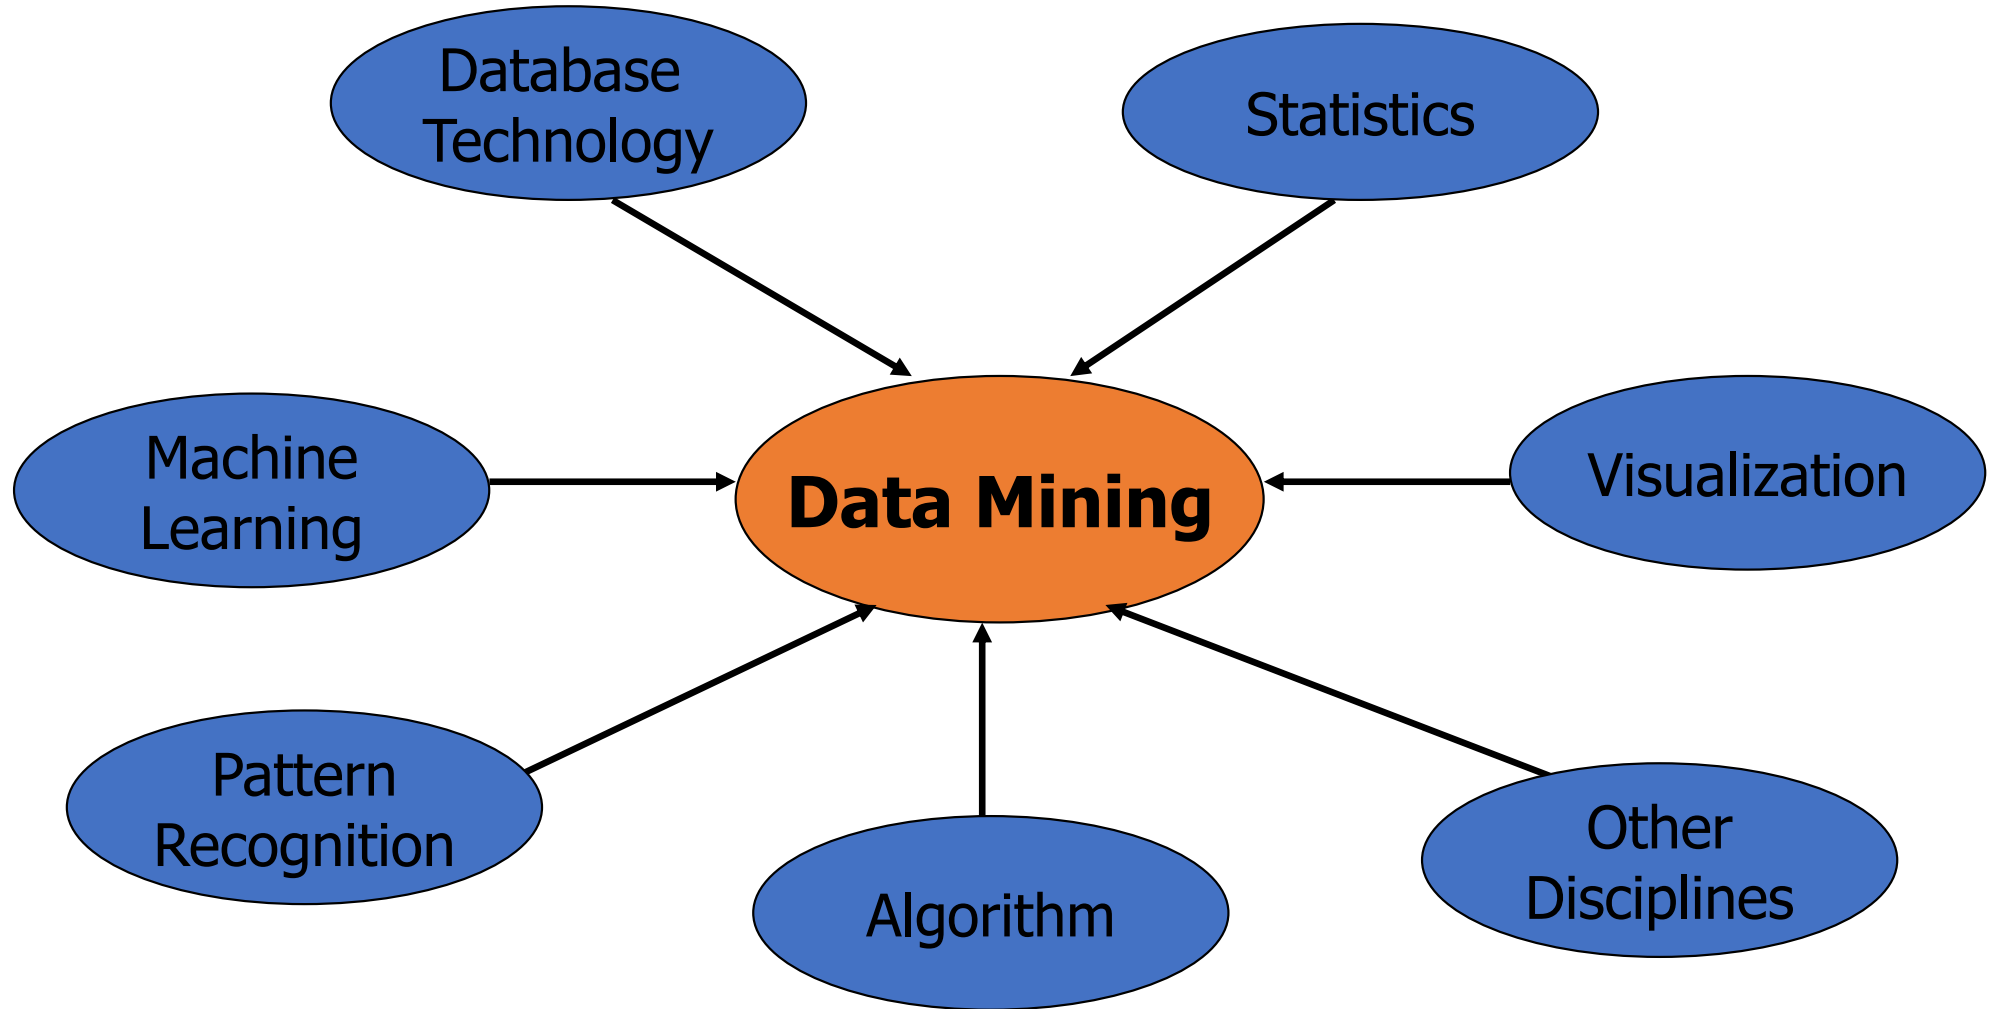 Database
Technology
Statistics
Machine
Learning
Data Mining
Visualization
Pattern
Recognition
Algorithm
Other
Disciplines